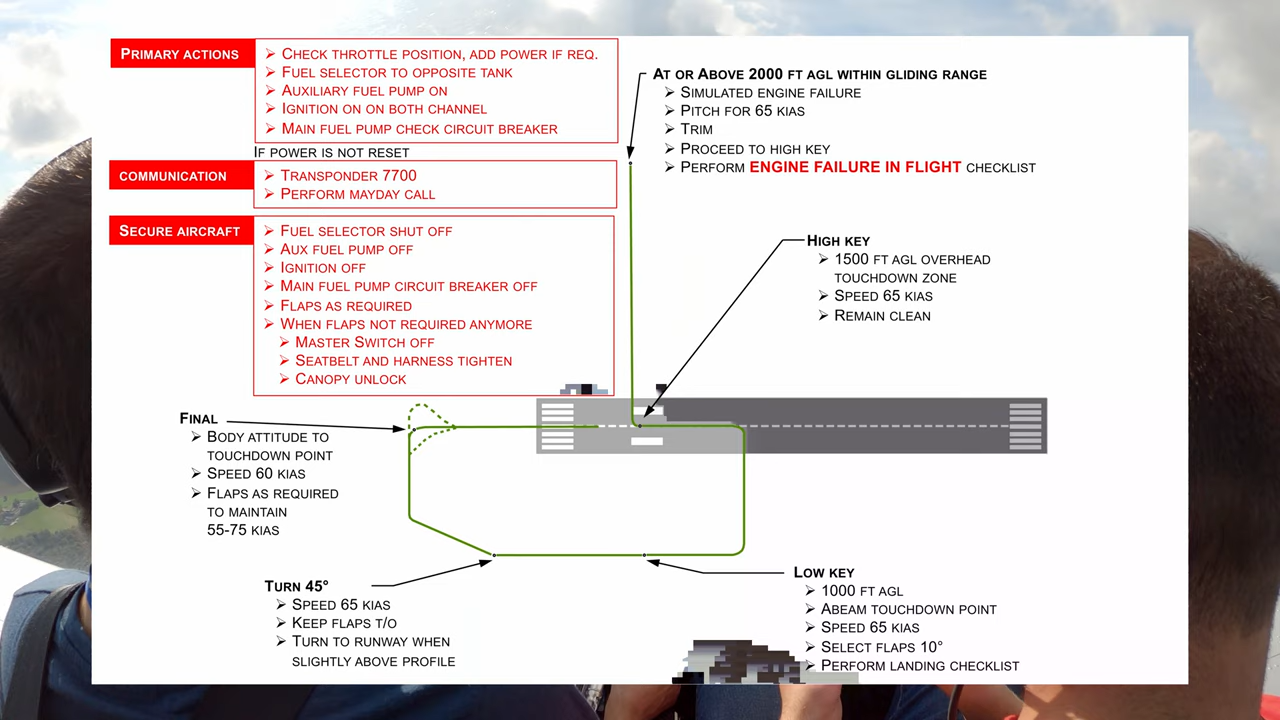 PRIMARY ACTIONS
➢ CHECK THROTTLE POSITION, ADD POWER IF REQ.
➢ FUEL SELECTOR TO OPPOSITE TANK
➢ AUXILIARY FUEL PUMP ON
➢ IGNITION ON ON BOTH CHANNEL
➢ MAIN FUEL PUMP CHECK CIRCUIT BREAKER
IF POWER IS NOT RESET
COMMUNICATION
➢ TRANSPONDER 7700
➢ PERFORM MAYDAY CALL
SECURE AIRCRAFT
➢ FUEL SELECTOR SHUT OFF
➢ AUX FUEL PUMP OFF
➢ IGNITION OFF
➢ MAIN FUEL PUMP CIRCUIT BREAKER OFF
➢ FLAPS AS REQUIRED
➢ WHEN FLAPS NOT REQUIRED ANYMORE
➢ MASTER SWITCH OFF
➢ SEATBELT AND HARNESS TIGHTEN
➢ CANOPY UNLOCK
AT OR ABOVE 2000 FT AGL WITHIN GLIDING RANGE
➢ SIMULATED ENGINE FAILURE
➢ PITCH FOR 65 KIAS
➢ TRIM
➢ PROCEED TO HIGH KEY
➢ PERFORM ENGINE FAILURE IN FLIGHT CHECKLIST
HIGH KEY
➢ 1500 FT AGL OVERHEAD
TOUCHDOWN ZONE
➢ SPEED 65 KIAS
➢ REMAIN CLEAN
FINAL
➢ BODY ATTITUDE TO
TOUCHDOWN POINT
➢ SPEED 60 KIAS
➢ FLAPS AS REQUIRED
TO MAINTAIN
55-75 KIAS
TURN 45°
➢ SPEED 65 KIAS
➢ KEEP FLAPS T/O
➢ TURN TO RUNWAY WHEN
SLIGHTLY ABOVE PROFILE
LOW KEY
➢ 1000 FT AGL
➢ ABEAM TOUCHDOWN POINT
➢ SPEED 65 KIAS
➢ SELECT FLAPS 10°
➢ PERFORM LANDING CHECKLIST